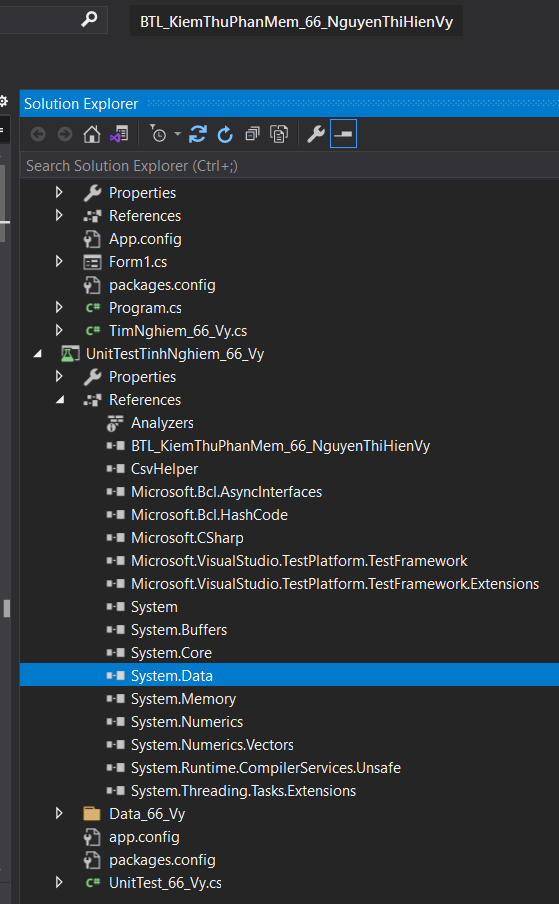 BTL_KiemThuPhanMem_66_NguyenThiHienVy
Solution Explorer
Search Solution Explorer (Ctrl+;)
Properties
References
App.config
Form1.cs
packages.config
C# Program.cs
C# TimNghiem_66_Vy.cs
UnitTestTinhNghiem_66_Vy
Properties
References
Analyzers
BTL_KiemThuPhanMem_66_NguyenThiHienVy
CsvHelper
Microsoft.Bcl.AsyncInterfaces
Microsoft.Bcl.HashCode
Microsoft.CSharp
Microsoft.VisualStudio.TestPlatform.TestFramework
Microsoft.VisualStudio.TestPlatform.TestFramework.Extensions
System
System.Buffers
System.Core
System.Data
System.Memory
System.Numerics
System.Numerics.Vectors
System.Runtime.CompilerServices.Unsafe
System.Threading.Tasks.Extensions
Data_66_Vy
app.config
packages.config
C# UnitTest_66_Vy.cs